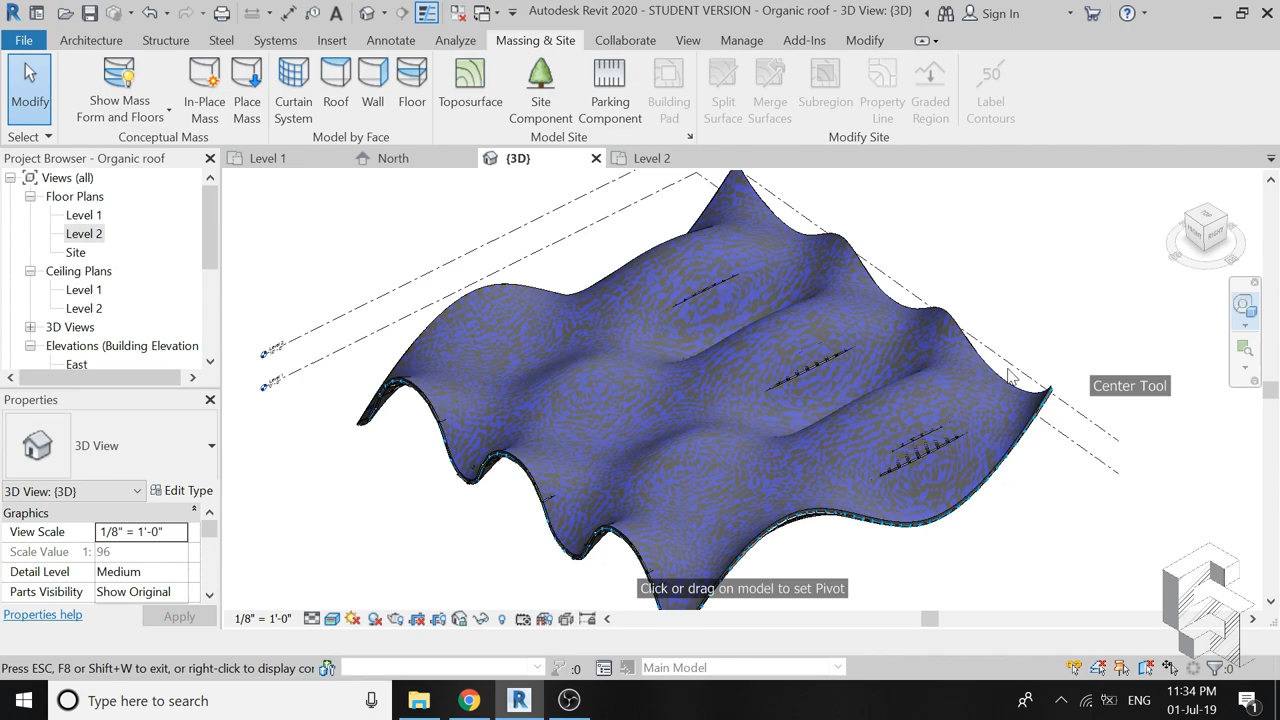 Autodesk Revit 2020 - STUDENT VERSION - Organic roof - 3D View: {3D}
Sign In
File Architecture Structure Steel Systems Insert Annotate Analyze Massing & Site Collaborate View Manage Add-Ins Modify
Modify
Show Mass Form and Floors
In-Place Mass
Place Mass
Curtain System
Roof
Wall
Floor
Toposurface
Site Component
Parking Component
Building Pad
Split Surface
Merge Surfaces
Subregion
Property Line
Graded Region
50
Label Contours
Select Conceptual Mass Model by Face Model Site Modify Site
Project Browser - Organic roof
Level 1 North {3D} Level 2
Views (all)
Floor Plans
Level 1
Level 2
Site
Ceiling Plans
Level 1
Level 2
3D Views
Elevations (Building Elevation
East
TOP
FRONT RIGHT
Center Tool
Properties
3D View
3D View: {3D} Edit Type
Graphics
View Scale 1/8" = 1'-0"
Scale Value 1: 96
Detail Level Medium
Parts Visibility Show Original
Properties help Apply
Click or drag on model to set Pivot
1/8" = 1'-0"
Press ESC, F8 or Shift+W to exit, or right-click to display cor
:0
Main Model
:0
Type here to search
ENG
11:34 PM
01-Jul-19
1